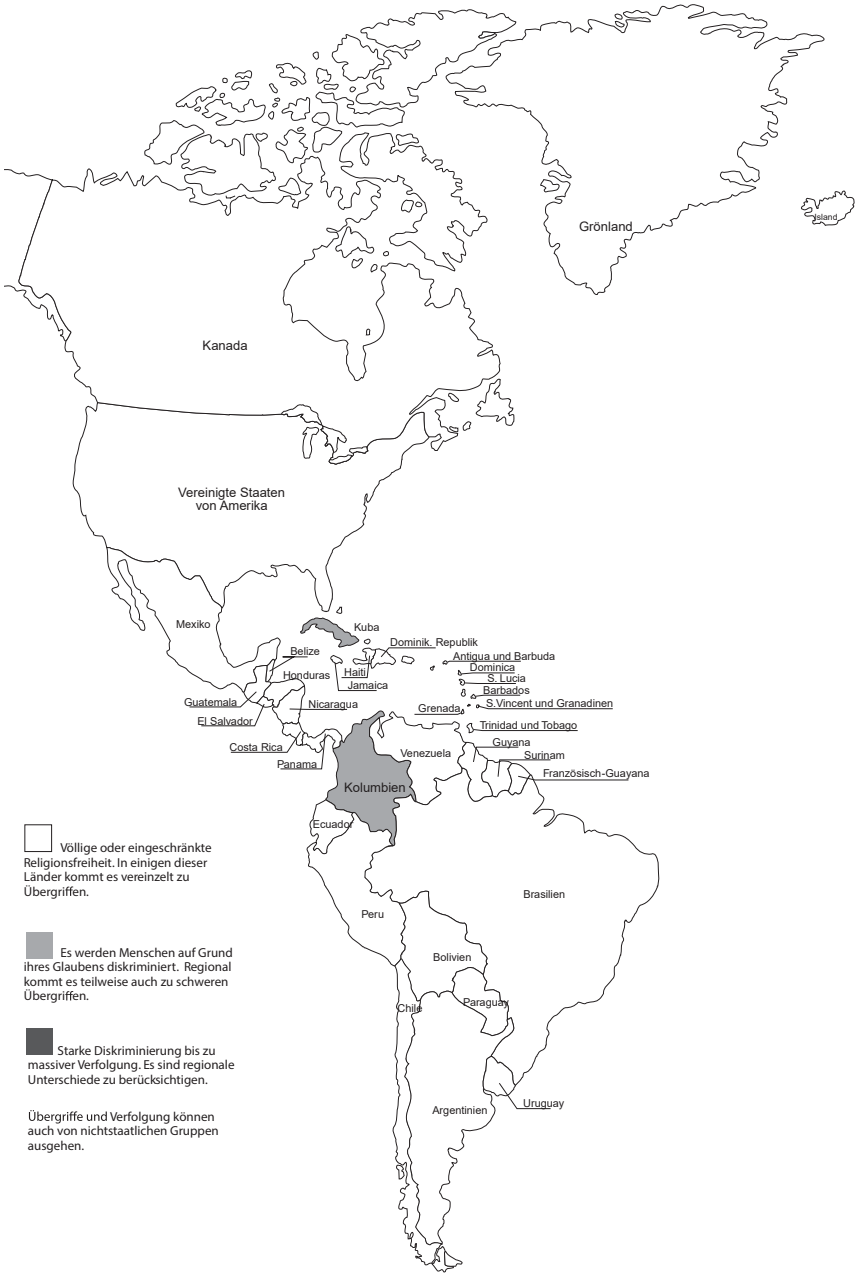 Grönland
Island
Kanada
Vereinigte Staaten
von Amerika
Mexiko
Kuba
Dominik. Republik
Belize
Antigua und Barbuda
Dominica
Honduras
Haiti
S. Lucia
Jamaica
Barbados
Guatemala
Nicaragua
S.Vincent und Granadinen
Grenada
El Salvador
Trinidad und Tobago
Costa Rica
Guyana
Venezuela
Surinam
Panama
Französisch-Guayana
Kolumbien
Ecuador
Brasilien
Peru
Bolivien
Chile
Paraguay
Uruguay
Argentinien
Völlige oder eingeschränkte
Religionsfreiheit. In einigen dieser
Länder kommt es vereinzelt zu
Übergriffen.
Es werden Menschen auf Grund
ihres Glaubens diskriminiert. Regional
kommt es teilweise auch zu schweren
Übergriffen.
Starke Diskriminierung bis zu
massiver Verfolgung. Es sind regionale
Unterschiede zu berücksichtigen.
Übergriffe und Verfolgung können
auch von nichtstaatlichen Gruppen
ausgehen.